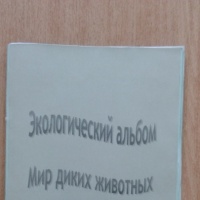 Экологический альбом
Мир диких животных